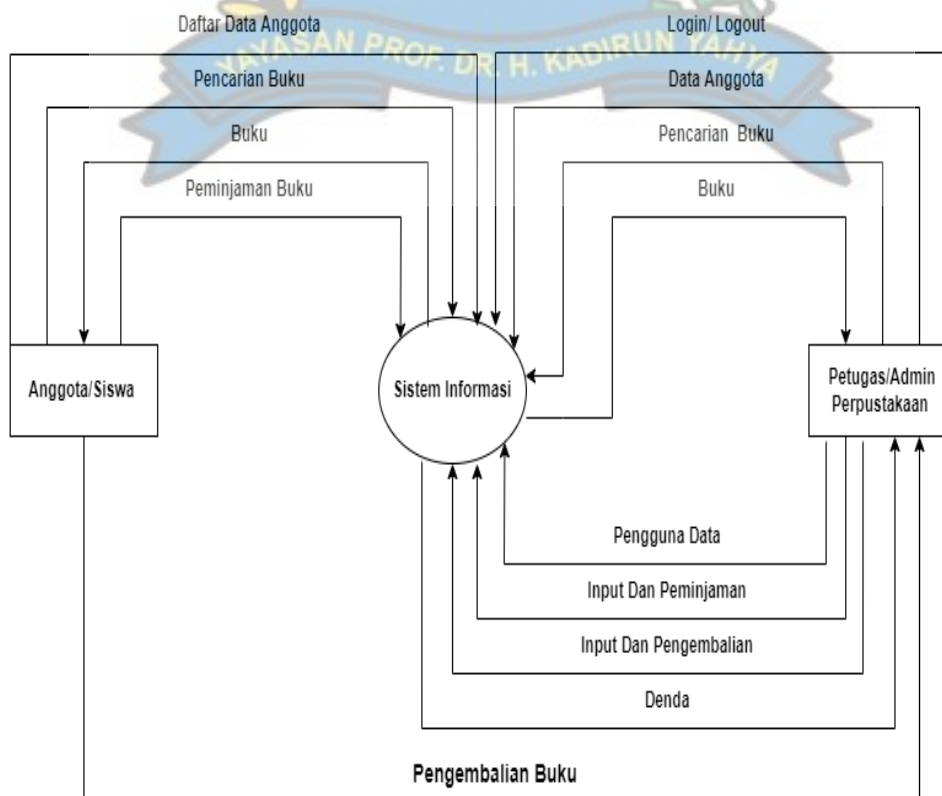 Daftar Data Anggota
Login/ Logout
YAYASAN PROF. DR. H. KADIRUN YAHYA
Pencarian Buku
Data Anggota
Buku
Pencarian Buku
Peminjaman Buku
Buku
Anggota/Siswa
Sistem Informasi
Petugas/Admin
Perpustakaan
Pengguna Data
Input Dan Peminjaman
Input Dan Pengembalian
Denda
Pengembalian Buku